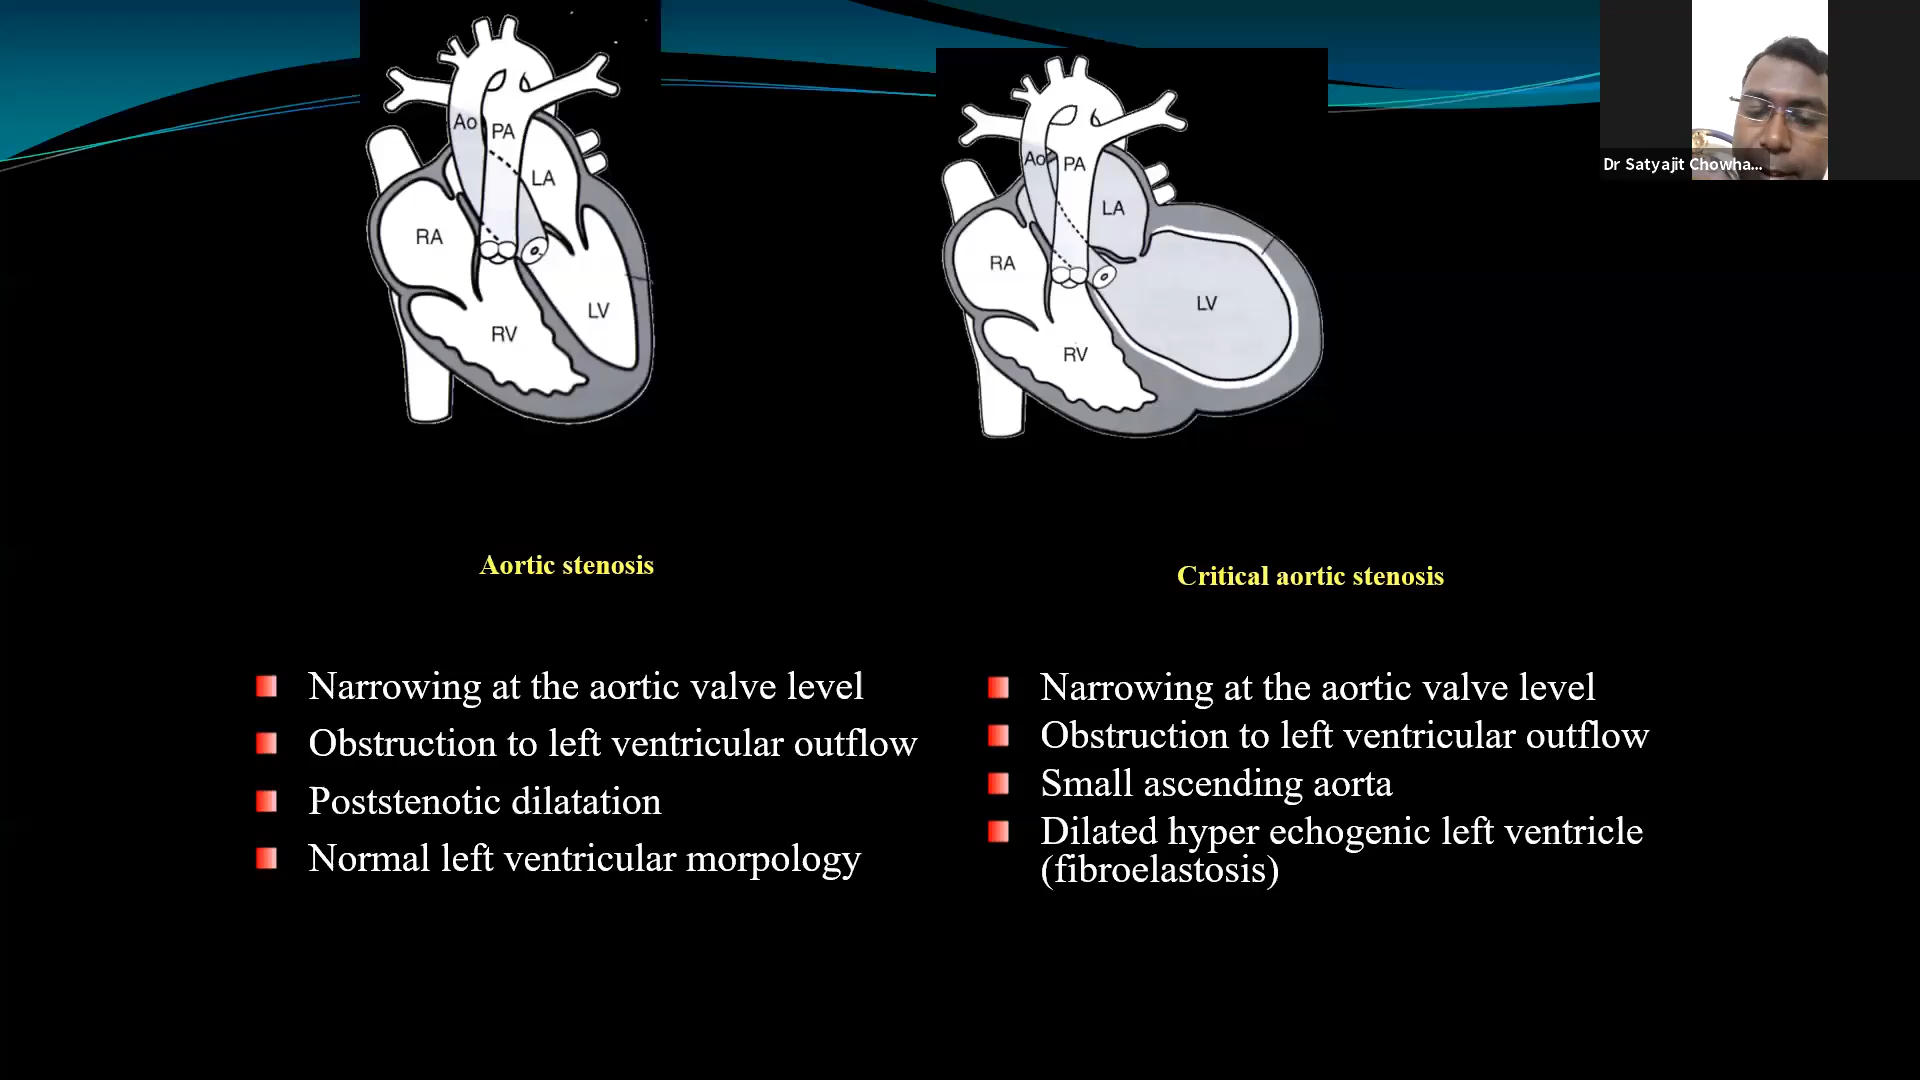 Ao
PA
LA
RA
LV
RV
Ao
PA
LA
RA
LV
RV
Dr Satyajit Chowha...
Aortic stenosis
Narrowing at the aortic valve level
Obstruction to left ventricular outflow
Poststenotic dilatation
Normal left ventricular morpology
Critical aortic stenosis
Narrowing at the aortic valve level
Obstruction to left ventricular outflow
Small ascending aorta
Dilated hyper echogenic left ventricle
(fibroelastosis)